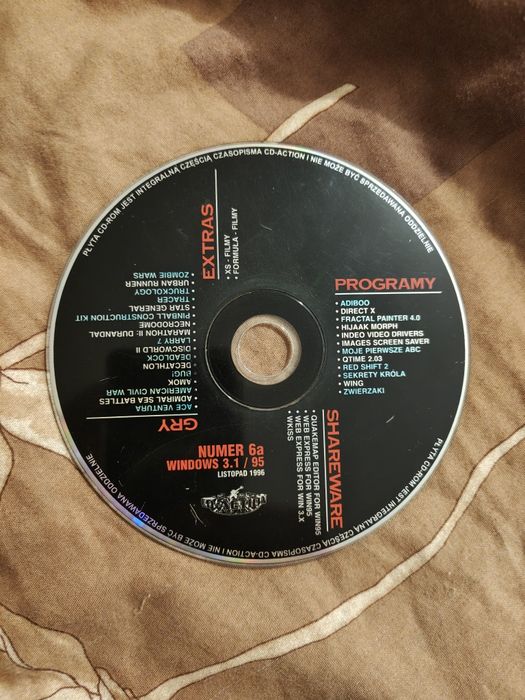 PŁYTA CD-ROM JEST INTEGRALNĄ CZĘŚCIĄ CZASOPISMA CD-ACTION I NIE MOŻE BYĆ SPRZEDAWANA ODDZIELNIE
EXTRAS
• XS - FILMY
• FORMUŁA - FILMY
PROGRAMY
• ADIBOO
• DIRECT X
• FRACTAL PAINTER 4.0
• HIJAAK MORPH
• INDEO VIDEO DRIVERS
• IMAGES SCREAN SAVER
• MOJE PIERWSZE ABC
• QTIME 2.03
• RED SHIFT 2
• SEKRETY KRÓLA
• WING
• ZWIERZAKI
SHAREWARE
• QUAKEMAP EDITOR FOR WIN95
• WEB EXPRESS FOR WIN95
• WEB EXPRESS FOR WIN 3.X
• WKISS
GRY
ACE VENTURA
ADMIRAL SEA BATTLES
AMERICAN CIVIL WAR
AMOK
BUG!
DECATHLON
DEADLOCK
DISCWORLD II
LARRY 7
MARATHON II: DURANDAL
NECRODOME
PINBALL CONSTRUCTION KIT
STAR GENERAL
TRACER
TRUCKOLOGY
URBAN RUNNER
ZOMBIE WARS
NUMER 6a
WINDOWS 3.1 / 95
LISTOPAD 1996
PŁYTA CD-ROM JEST INTEGRALNĄ CZĘŚCIĄ CZASOPISMA CD-ACTION I NIE MOŻE BYĆ SPRZEDAWANA ODDZIELNIE